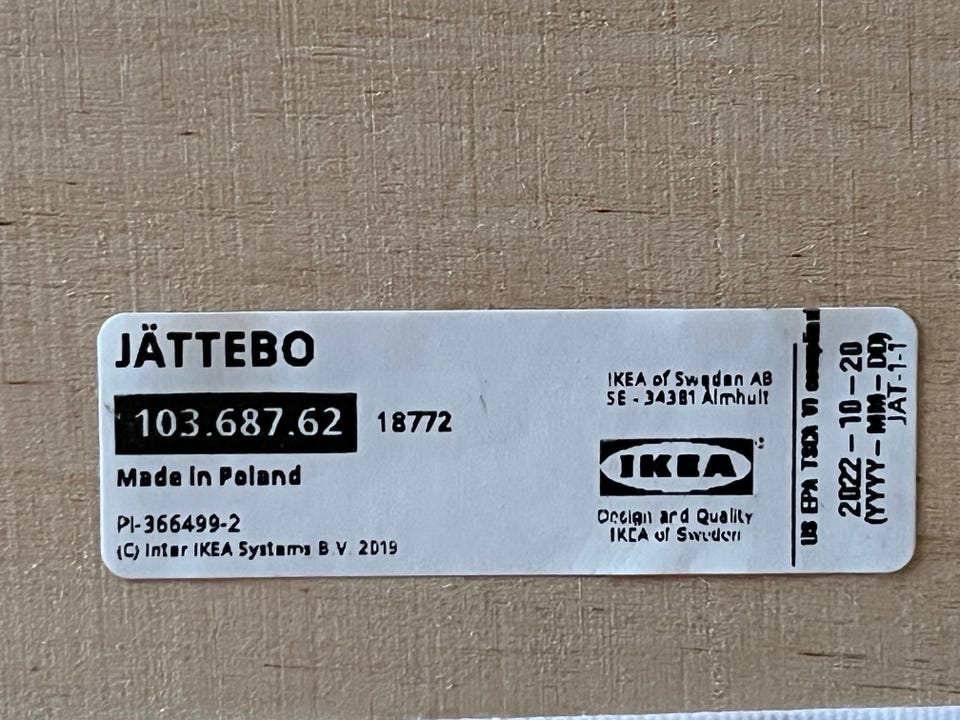 JÄTTEBO
103.687.62 18772
Made in Poland
PI-366499-2
(C) Inter IKEA Systems B.V. 2019
IKEA of Sweden AB
SE - 34381 Älmhult
IKEA
Design and Quality
IKEA of Sweden
US EPA TSCA VI compliant
2022-10-20
(YYYY-MM-DD)
JAT-1-1